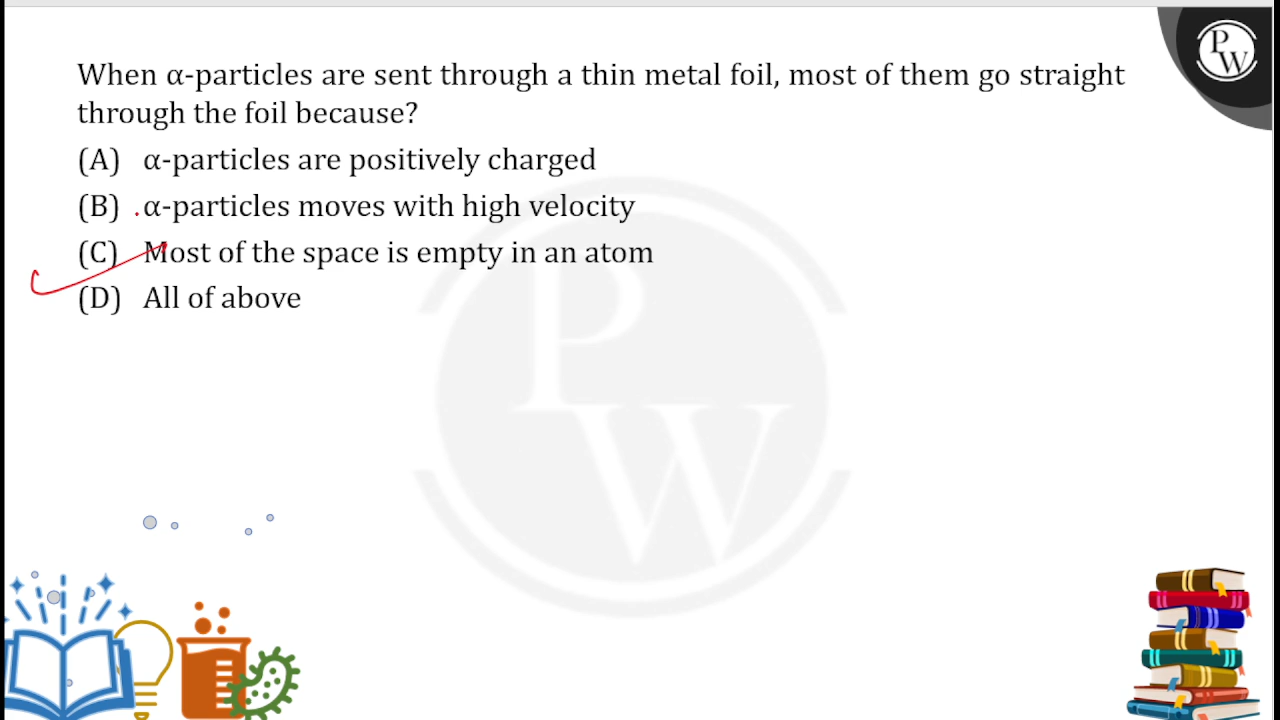 When α-particles are sent through a thin metal foil, most of them go straight
through the foil because?
(A) α-particles are positively charged
(B) α-particles moves with high velocity
(C) Most of the space is empty in an atom
(D) All of above
PW
PW